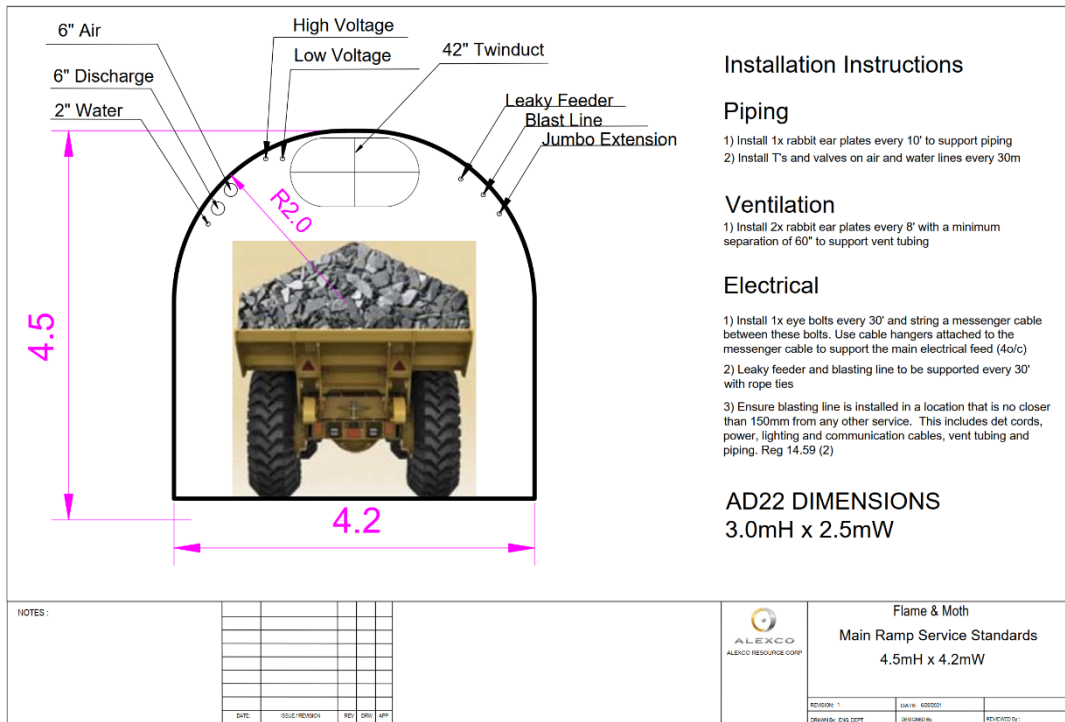 6" Air
6" Discharge
2" Water
High Voltage
Low Voltage
42" Twinduct
Leaky Feeder
Blast Line
Jumbo Extension
R2.0
4.5
4.2
Installation Instructions
Piping
1) Install 1x rabbit ear plates every 10' to support piping
2) Install T's and valves on air and water lines every 30m
Ventilation
1) Install 2x rabbit ear plates every 8' with a minimum
separation of 60" to support vent tubing
Electrical
1) Install 1x eye bolts every 30' and string a messenger cable
between these bolts. Use cable hangers attached to the
messenger cable to support the main electrical feed (4o/c)
2) Leaky feeder and blasting line to be supported every 30'
with rope ties
3) Ensure blasting line is installed in a location that is no closer
than 150mm from any other service. This includes det cords,
power, lighting and communication cables, vent tubing and
piping. Reg 14.59 (2)
AD22 DIMENSIONS
3.0mH x 2.5mW
NOTES :
DATE ISSUE/REVISION REV DRW APP
ALEXCO
ALEXCO RESOURCE CORP
Flame & Moth
Main Ramp Service Standards
4.5mH x 4.2mW
REVISION: 1 DATE
DRAWN By: ENG. DEPT DESIGNED By: REVIEWED By :